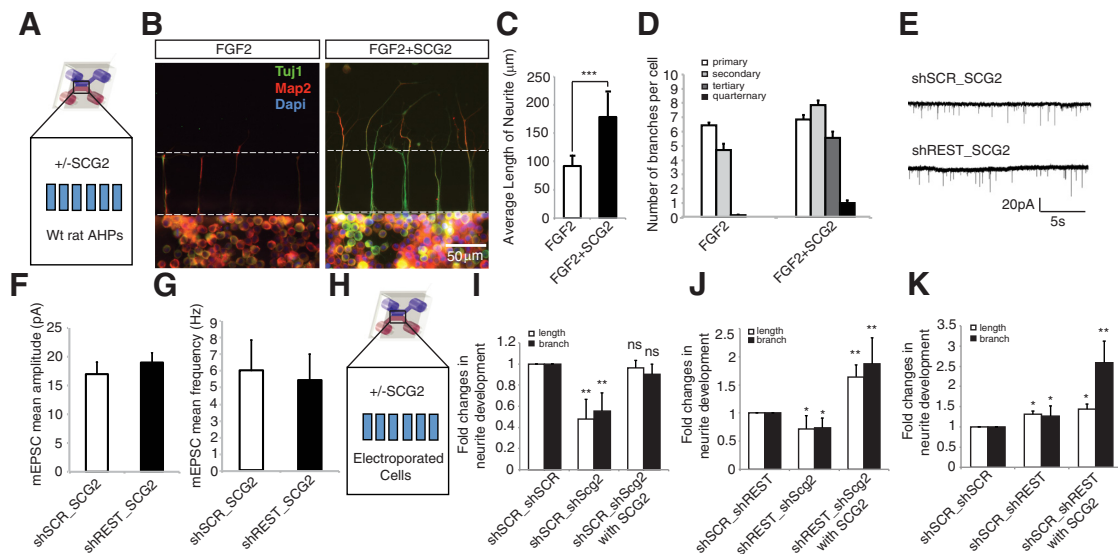 A
+/-SCG2
Wt rat AHPs
B
FGF2
FGF2+SCG2
Tuj1
Map2
Dapi
50µm
C
Average Length of Neurite (µm)
250
200
150
100
50
0
***
FGF2
FGF2+SCG2
D
Number of branches per cell
10
9
8
7
6
5
4
3
2
1
0
primary
secondary
tertiary
quarternary
FGF2
FGF2+SCG2
E
shSCR_SCG2
shREST_SCG2
20pA
5s
F
mEPSC mean amplitude (pA)
25
20
15
10
5
0
shSCR_SCG2
shREST_SCG2
G
mEPSC mean frequency (Hz)
9
8
7
6
5
4
3
2
1
0
shSCR_SCG2
shREST_SCG2
H
+/-SCG2
Electroporated
Cells
I
Fold changes in
neurite development
1.2
1
0.8
0.6
0.4
0.2
0
length
branch
** **
ns ns
shSCR_shSCR
shSCR_shScg2
shSCR_shScg2
with SCG2
J
Fold changes in
neurite development
2.0
1.5
1
0.5
0
length
branch
* *
** **
shSCR_shREST
shREST_shScg2
shREST_shScg2
with SCG2
K
Fold changes in
neurite development
3.5
3.0
2.5
2.0
1.5
1.0
0.5
0
length
branch
* *
* **
shSCR_shSCR
shSCR_shREST
shSCR_shREST
with SCG2